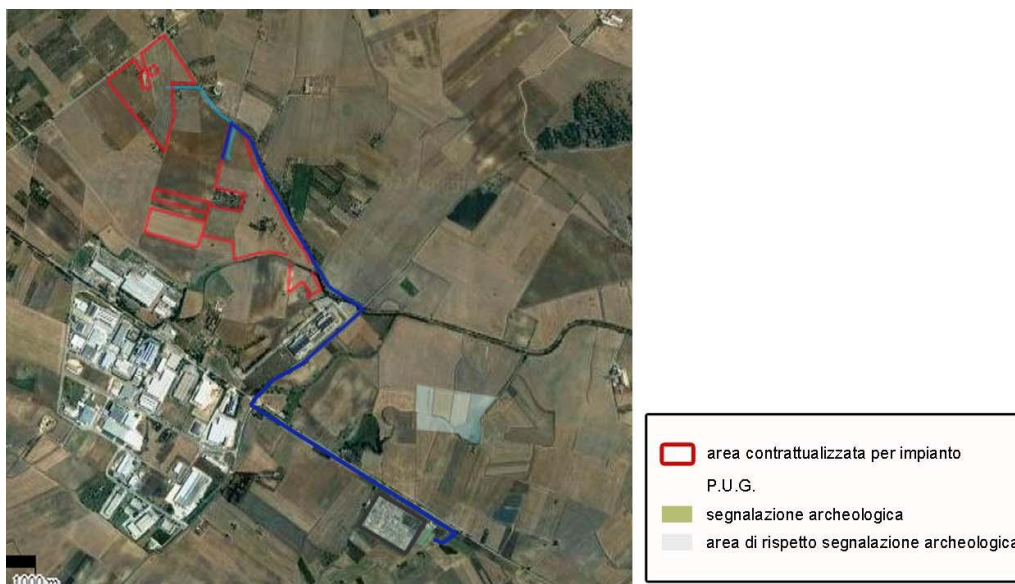 area contrattualizzata per impianto
P.U.G.
segnalazione archeologica
area di rispetto segnalazione archeologica
1000 m